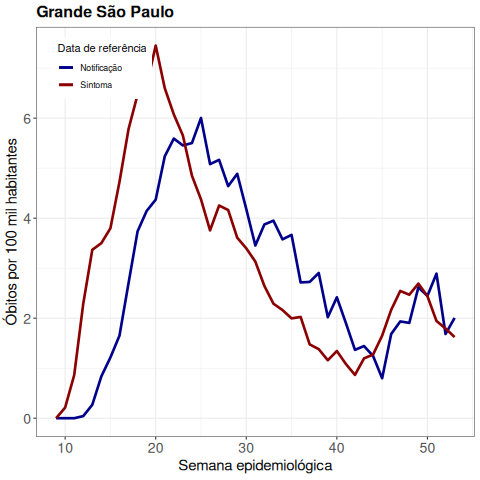 Grande São Paulo
Data de referência
Notificação
Sintoma
Óbitos por 100 mil habitantes
6
4
2
0
10 20 30 40 50
Semana epidemiológica